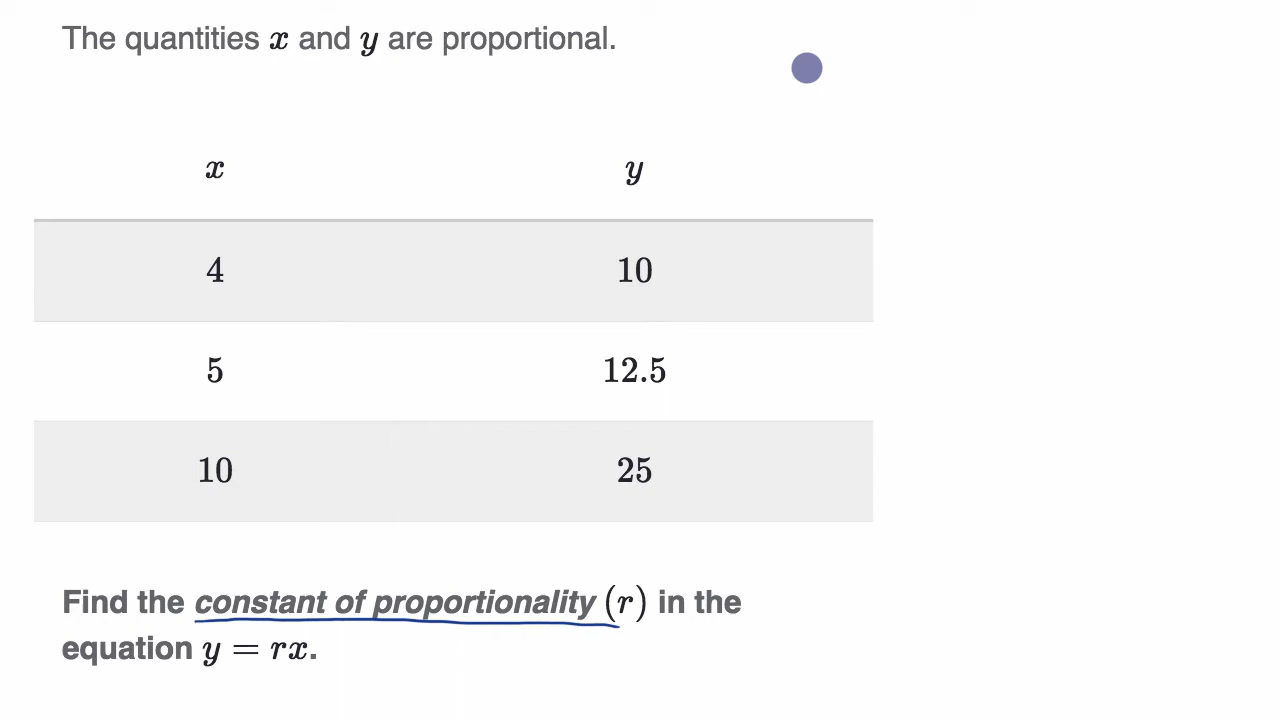 The quantities x and y are proportional.
x y
4 10
5 12.5
10 25
Find the constant of proportionality (r) in the
equation y = rx.